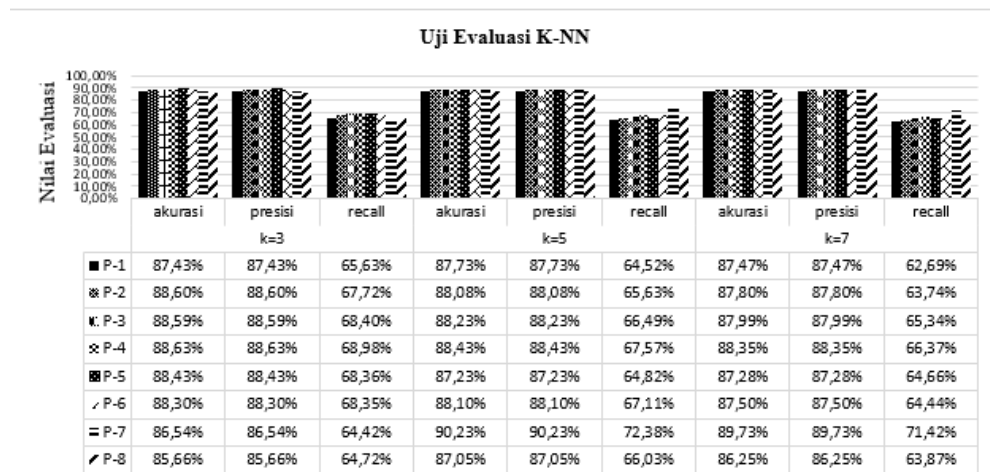 Uji Evaluasi K-NN
Nilai Evaluasi
100,00%
90,00%
80,00%
70,00%
60,00%
50,00%
40,00%
30,00%
20,00%
10,00%
0,00%
akurasi presisi recall akurasi presisi recall akurasi presisi recall
k=3 k=5 k=7
P-1 87,43% 87,43% 65,63% 87,73% 87,73% 64,52% 87,47% 87,47% 62,69%
P-2 88,60% 88,60% 67,72% 88,08% 88,08% 65,63% 87,80% 87,80% 63,74%
P-3 88,59% 88,59% 68,40% 88,23% 88,23% 66,49% 87,99% 87,99% 65,34%
P-4 88,63% 88,63% 68,98% 88,43% 88,43% 67,57% 88,35% 88,35% 66,37%
P-5 88,43% 88,43% 68,36% 87,23% 87,23% 64,82% 87,28% 87,28% 64,66%
P-6 88,30% 88,30% 68,35% 88,10% 88,10% 67,11% 87,50% 87,50% 64,44%
P-7 86,54% 86,54% 64,42% 90,23% 90,23% 72,38% 89,73% 89,73% 71,42%
P-8 85,66% 85,66% 64,72% 87,05% 87,05% 66,03% 86,25% 86,25% 63,87%